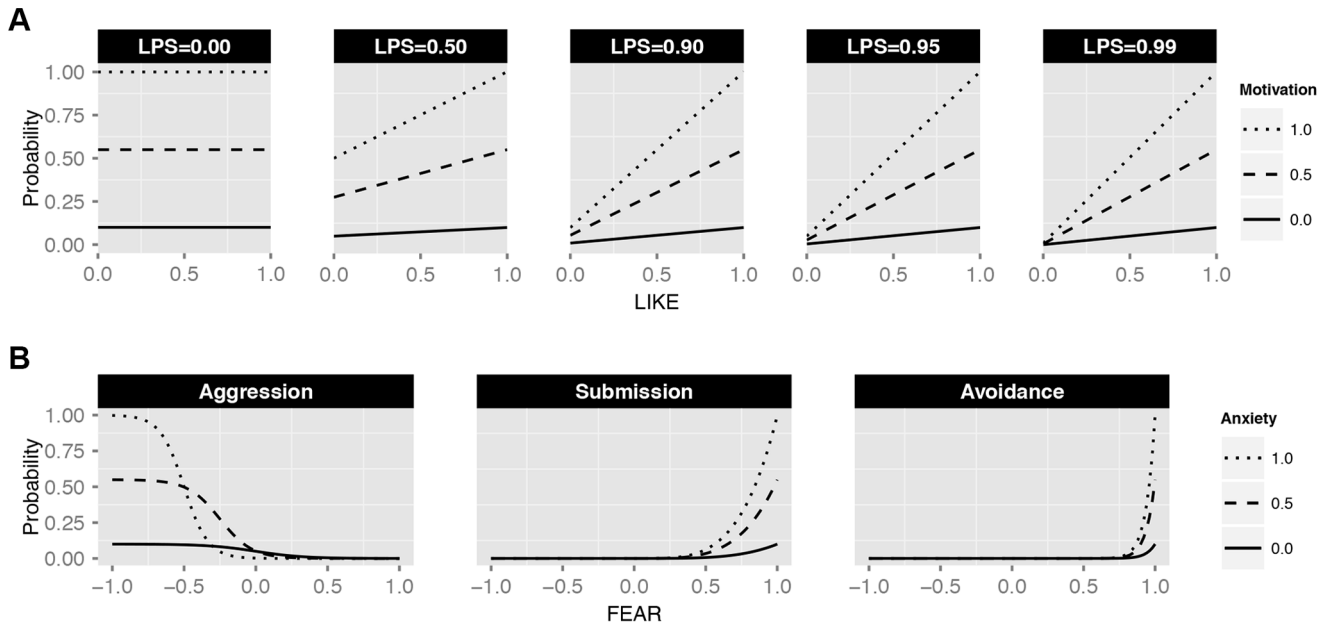 A
LPS=0.00 LPS=0.50 LPS=0.90 LPS=0.95 LPS=0.99
Probability
1.00
0.75
0.50
0.25
0.00
0.0 0.5 1.0 0.0 0.5 1.0 0.0 0.5 1.0 0.0 0.5 1.0 0.0 0.5 1.0
LIKE
Motivation
1.0
0.5
0.0
B
Aggression Submission Avoidance
Probability
1.00
0.75
0.50
0.25
0.00
−1.0 −0.5 0.0 0.5 1.0 −1.0 −0.5 0.0 0.5 1.0 −1.0 −0.5 0.0 0.5 1.0
FEAR
Anxiety
1.0
0.5
0.0